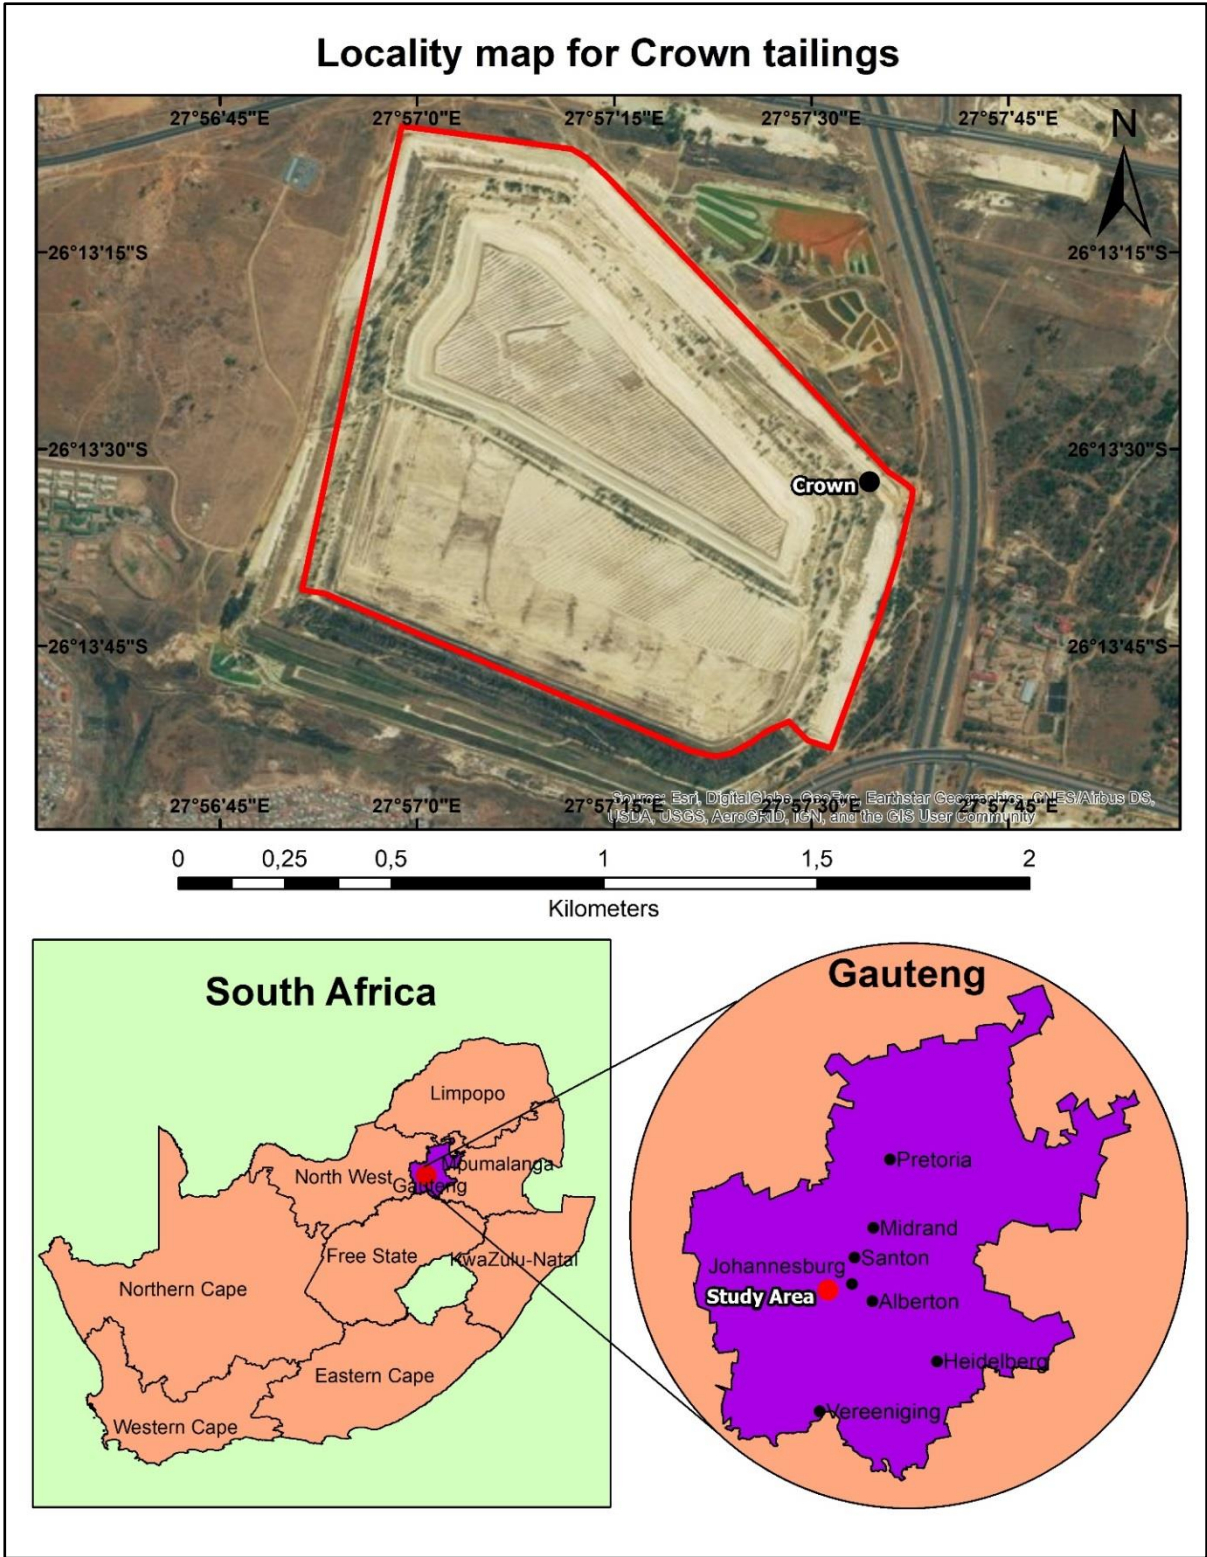 Locality map for Crown tailings
27°56'45"E 27°57'0"E 27°57'15"E 27°57'30"E 27°57'45"E
N
26°13'15"S 26°13'15"S
26°13'30"S 26°13'30"S
Crown
26°13'45"S 26°13'45"S
27°56'45"E 27°57'0"E 27°57'15"E 27°57'30"E 27°57'45"E
Source: Esri, DigitalGlobe, GeoEye, Earthstar Geographics, CNES/Airbus DS,
USDA, USGS, AeroGRID, IGN, and the GIS User Community
0 0,25 0,5 1 1,5 2
Kilometers
South Africa
Limpopo
Mpumalanga
North West
Gauteng
Free State
KwaZulu-Natal
Northern Cape
Eastern Cape
Western Cape
Gauteng
Pretoria
Midrand
Santon
Johannesburg
Study Area
Alberton
Heidelberg
Vereeniging